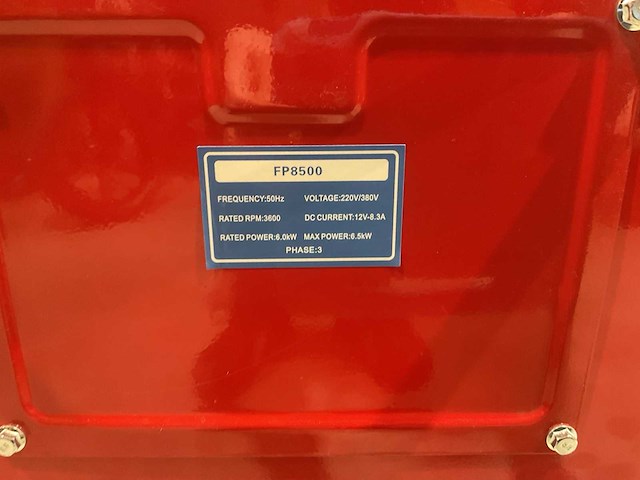 FP8500
FREQUENCY:50Hz VOLTAGE:220V/380V
RATED RPM:3600 DC CURRENT:12V-8.3A
RATED POWER:6.0kW MAX POWER:6.5kW
PHASE:3